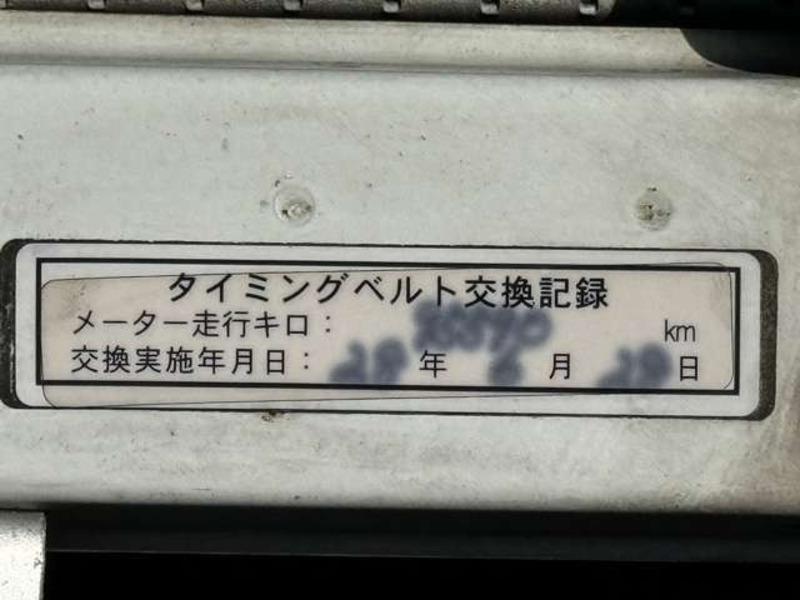 タイミングベルト交換記録
メーター走行キロ： km
交換実施年月日： 年 月 日